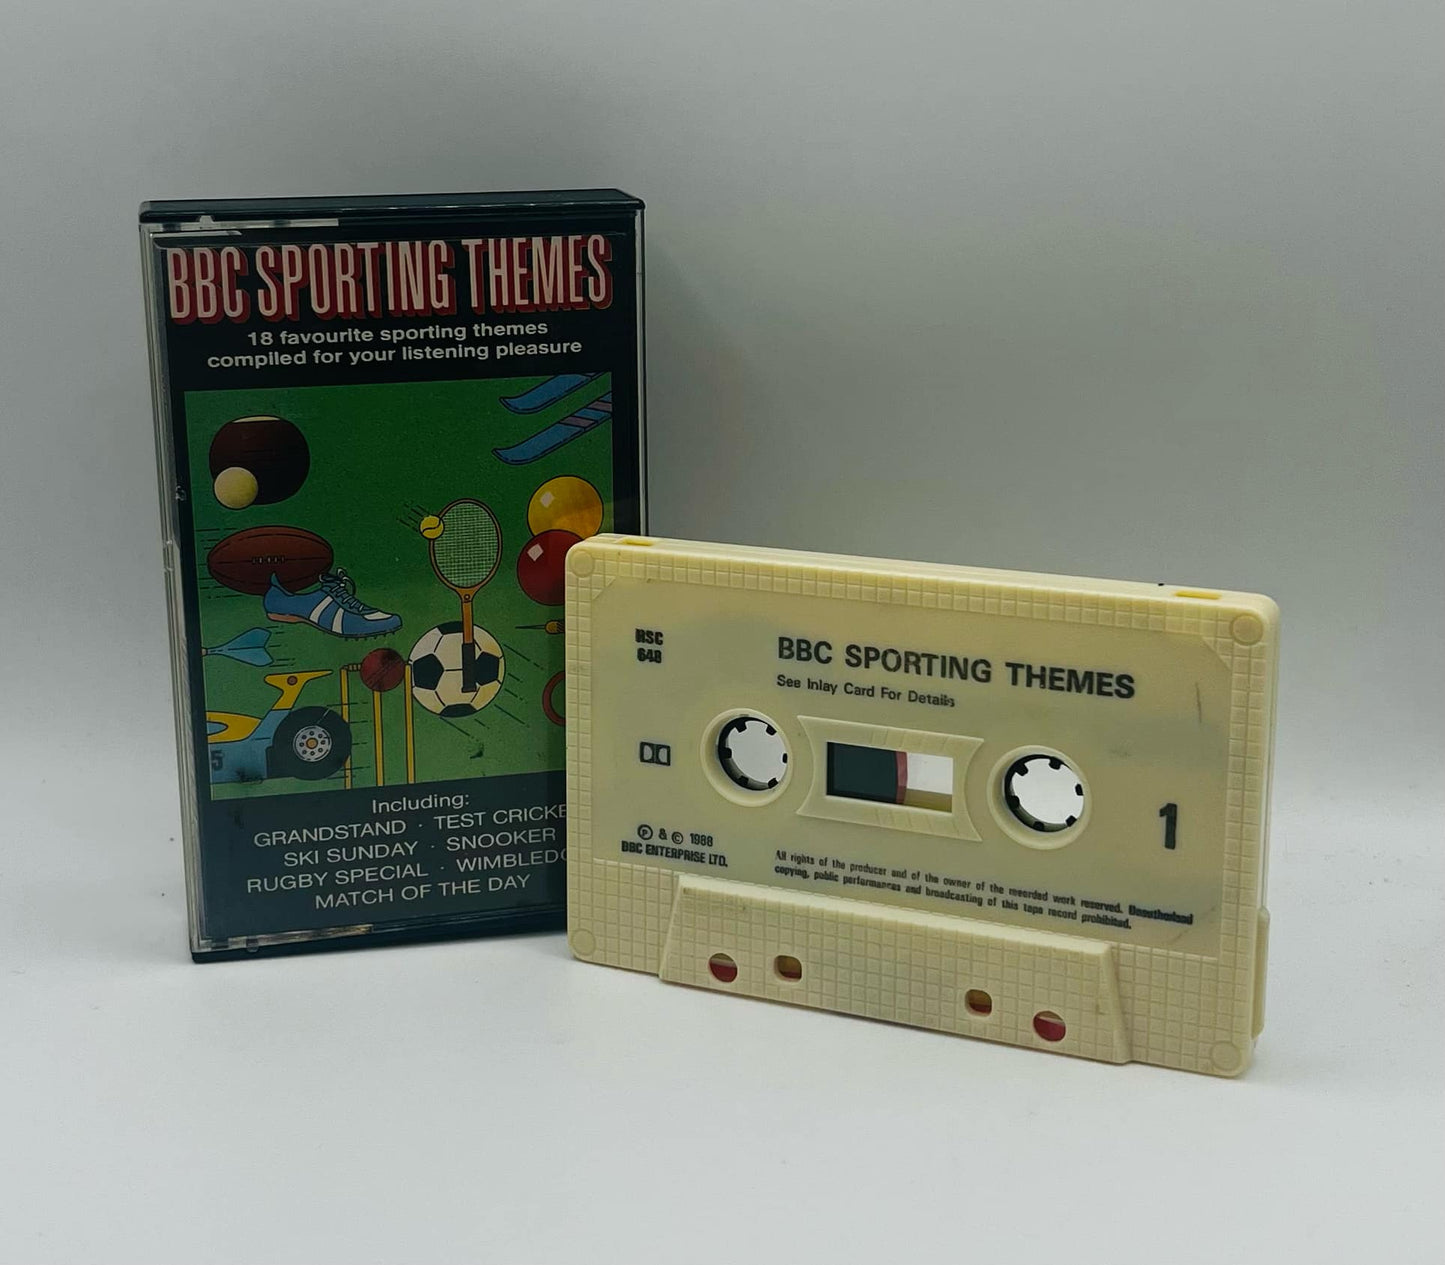 BBC SPORTING THEMES
18 favourite sporting themes
compiled for your listening pleasure
5
Including:
GRANDSTAND · TEST CRICKE
SKI SUNDAY · SNOOKER
RUGBY SPECIAL · WIMBLEDO
MATCH OF THE DAY
HSC
648
BBC SPORTING THEMES
See Inlay Card For Details
1
℗ & © 1988
BBC ENTERPRISE LTD.
All rights of the producer and of the owner of the recorded work reserved. Unauthorised
copying, public performances and broadcasting of this tape record prohibited.